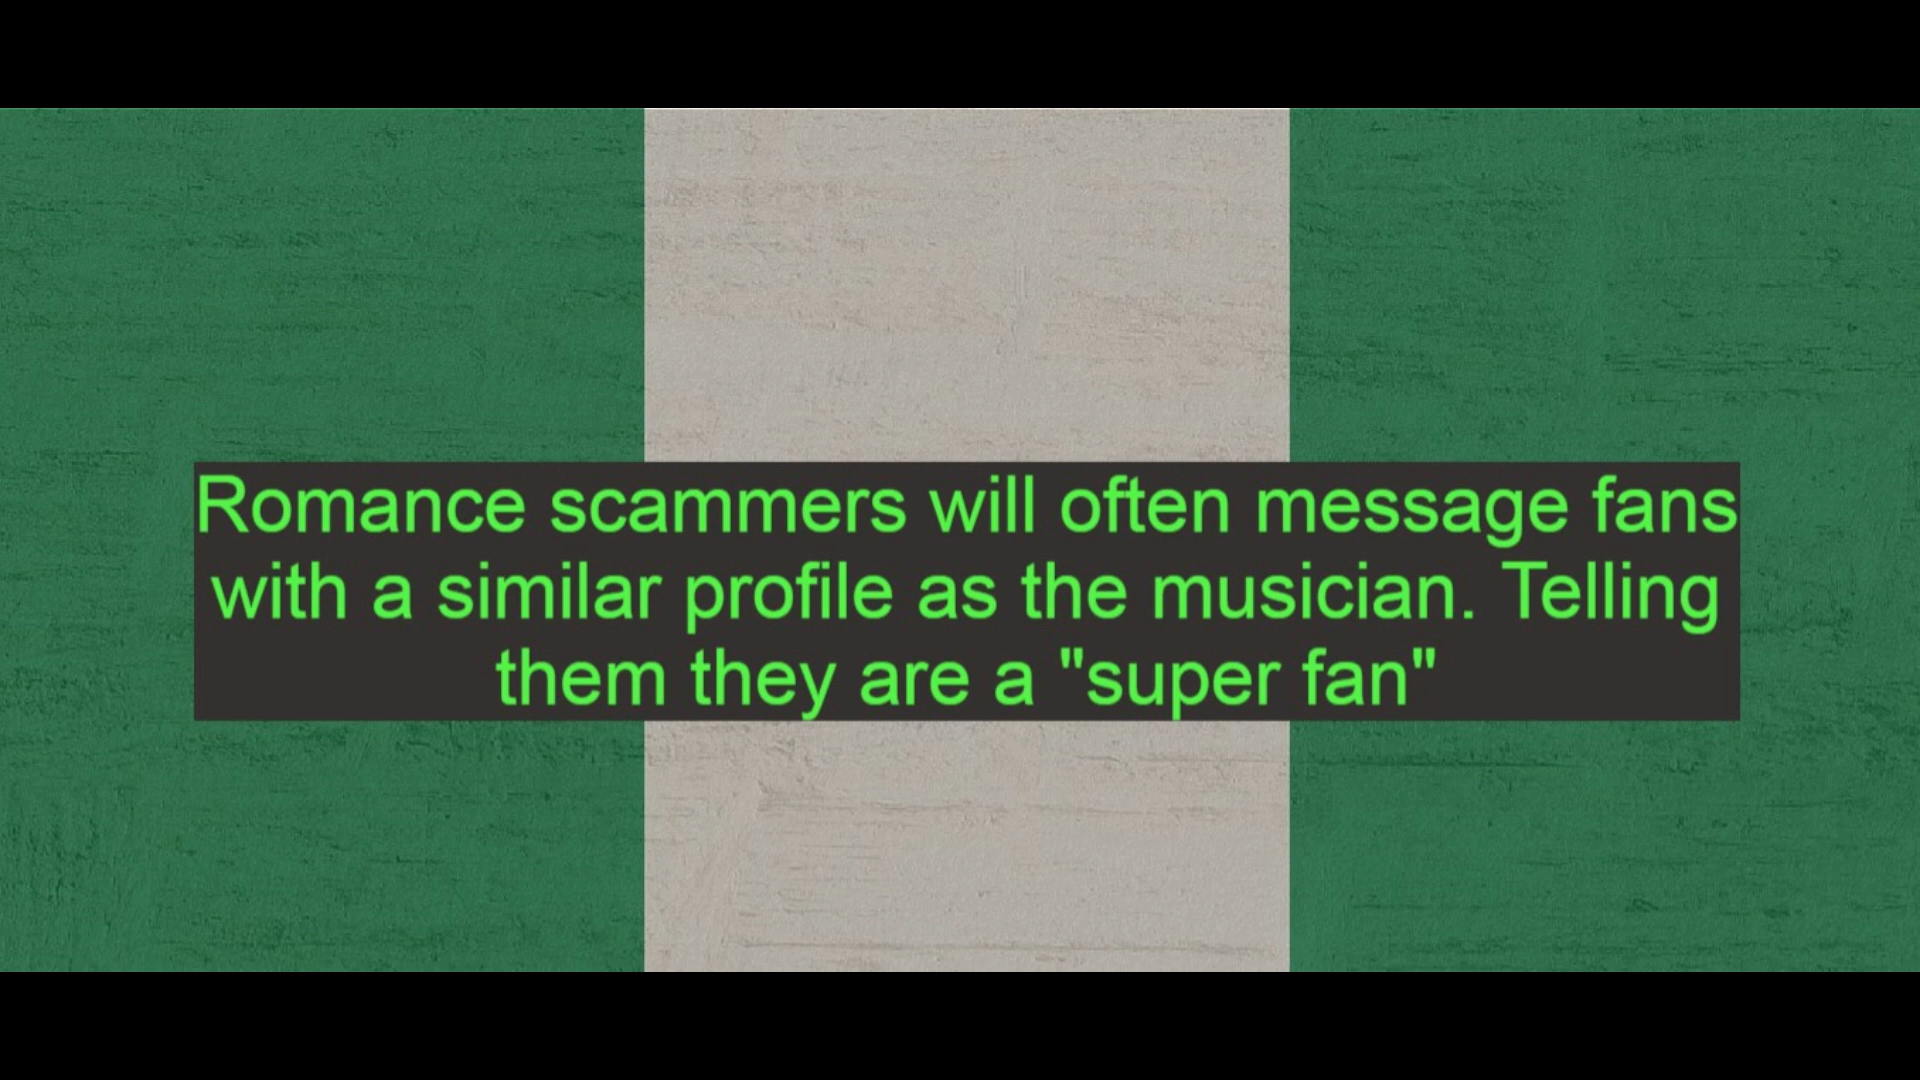 Romance scammers will often message fans
with a similar profile as the musician. Telling
them they are a "super fan"